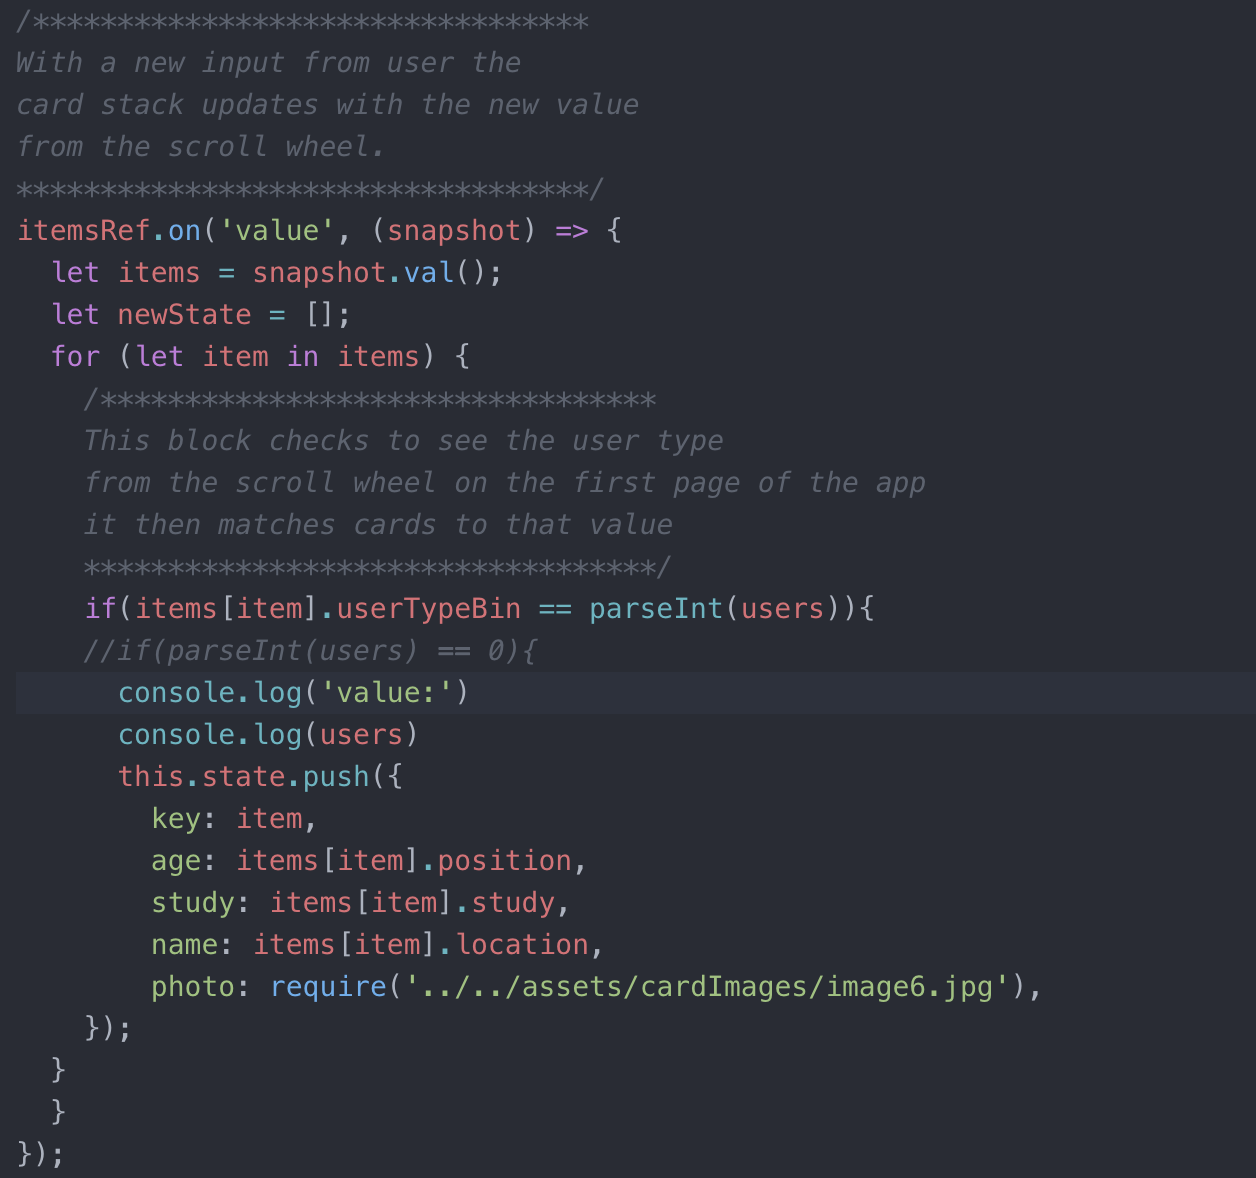 /*********************************
With a new input from user the
card stack updates with the new value
from the scroll wheel.
**********************************/
itemsRef.on('value', (snapshot) => {
  let items = snapshot.val();
  let newState = [];
  for (let item in items) {
    /*********************************
    This block checks to see the user type
    from the scroll wheel on the first page of the app
    it then matches cards to that value
    **********************************/
    if(items[item].userTypeBin == parseInt(users)){
    //if(parseInt(users) == 0){
      console.log('value:')
      console.log(users)
      this.state.push({
        key: item,
        age: items[item].position,
        study: items[item].study,
        name: items[item].location,
        photo: require('../../assets/cardImages/image6.jpg'),
    });
  }
  }
});